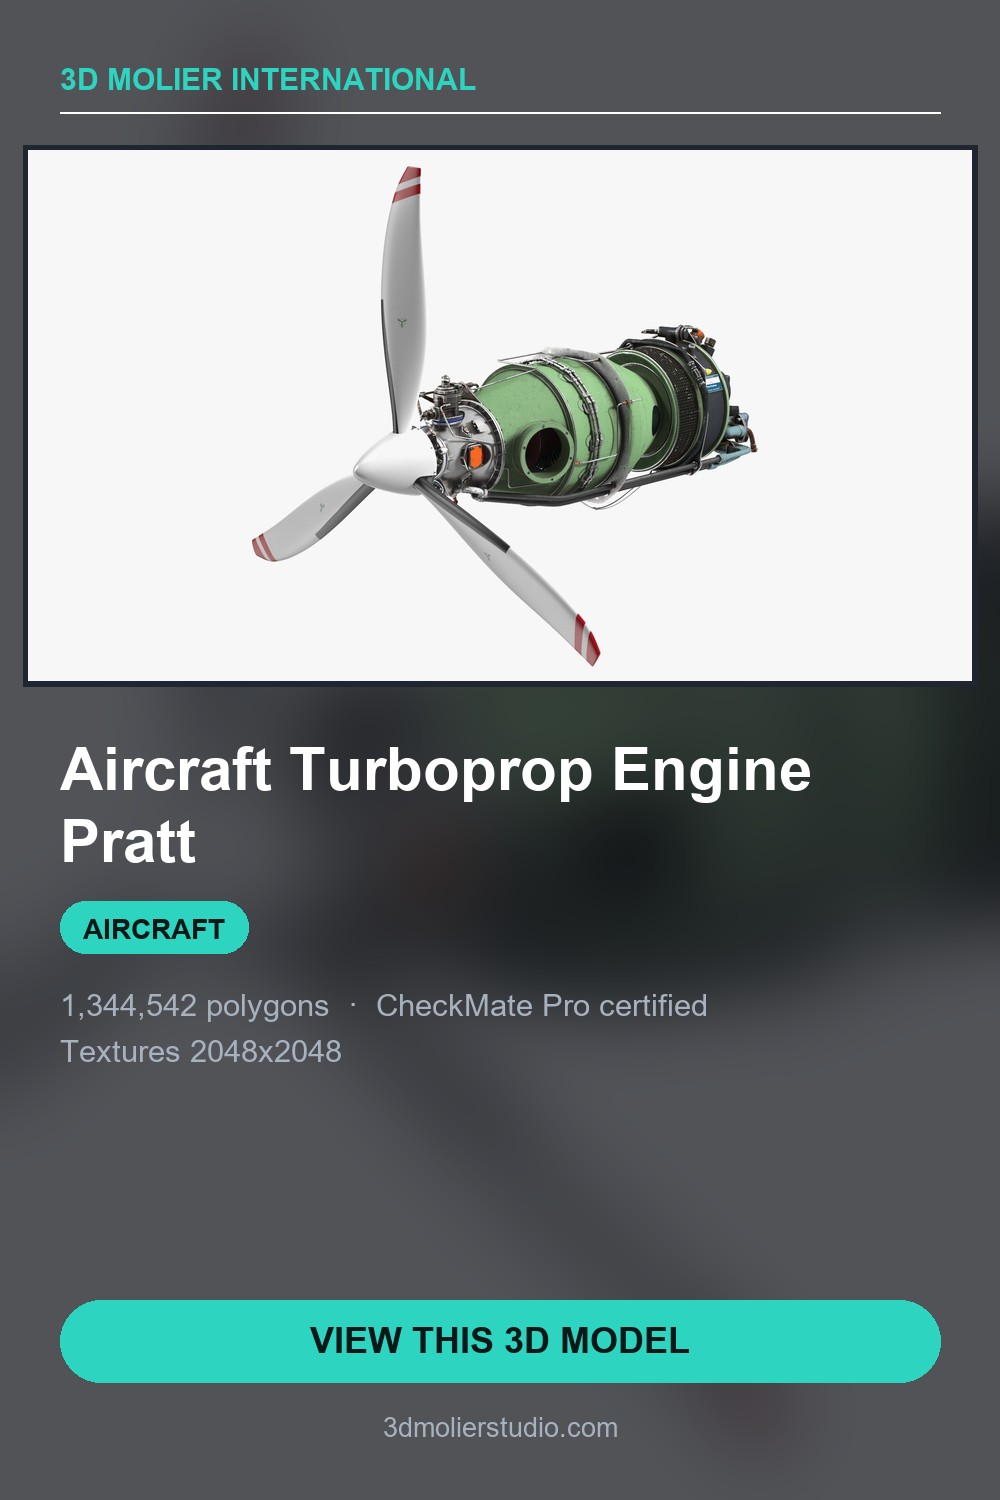 3D MOLIER INTERNATIONAL
Aircraft Turboprop Engine
Pratt
AIRCRAFT
1,344,542 polygons · CheckMate Pro certified
Textures 2048x2048
VIEW THIS 3D MODEL
3dmolierstudio.com